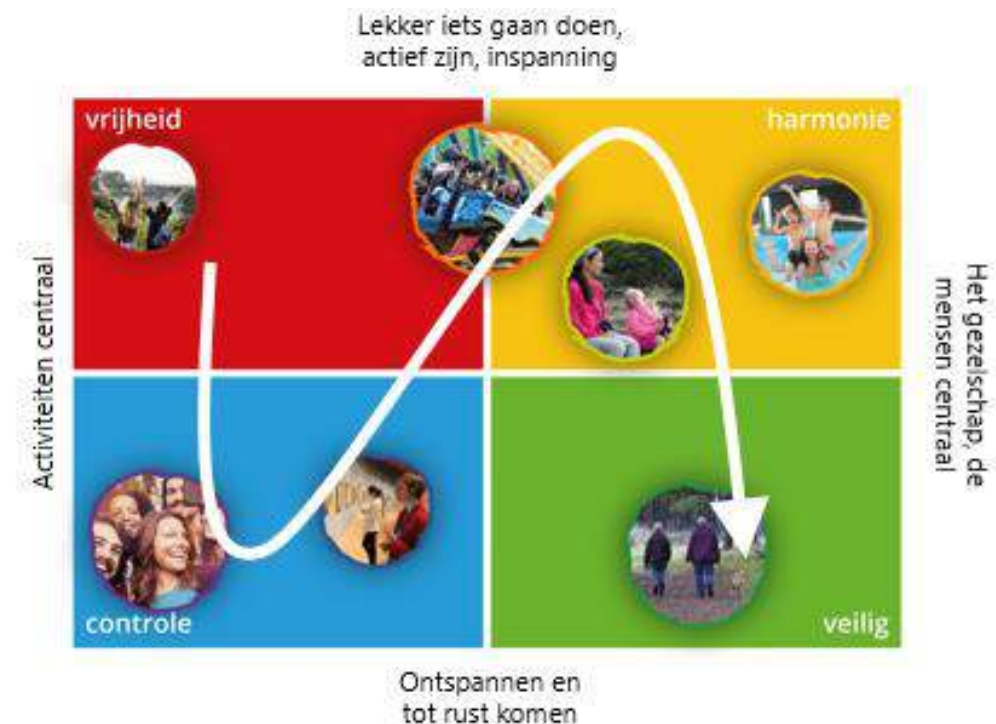 Lekker iets gaan doen,
actief zijn, inspanning
vrijheid
harmonie
Activiteiten centraal
Het gezelschap, de
mensen centraal
controle
veilig
Ontspannen en
tot rust komen